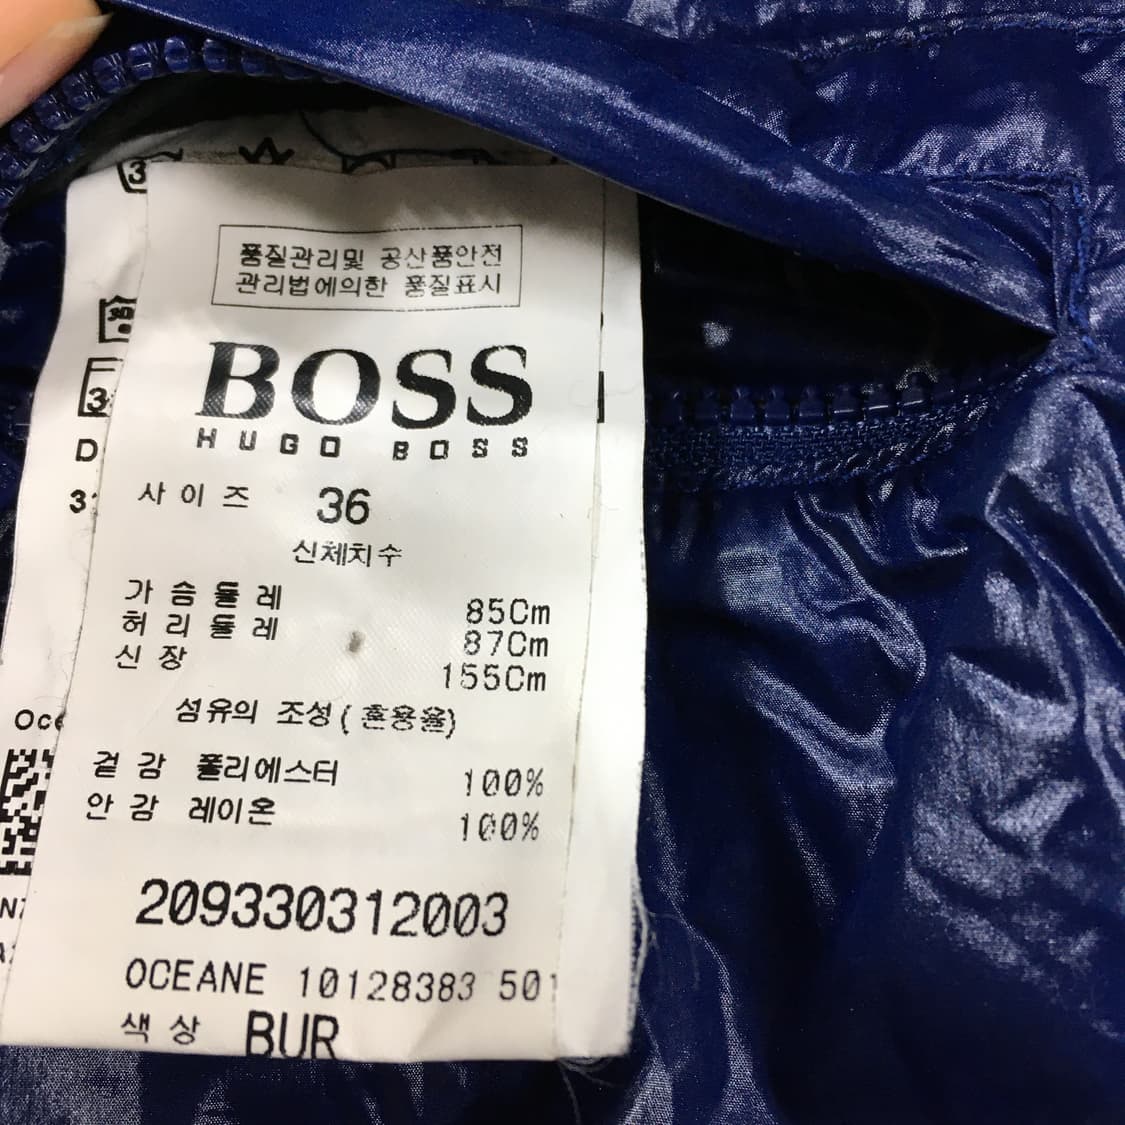 품질관리및 공산품안전
관리법에의한 품질표시
BOSS
HUGO BOSS
사이즈 36
신체치수
가슴둘레 85Cm
허리둘레 87Cm
신장 155Cm
섬유의 조성(혼용율)
겉감 폴리에스터 100%
안감 레이온 100%
209330312003
OCEANE 10128383 501
색상 BUR